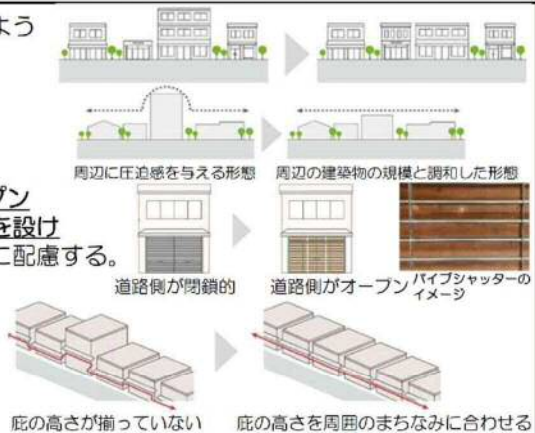 よう
周辺に圧迫感を与える形態
周辺の建築物の規模と調和した形態
プン
を設け
に配慮する。
道路側が閉鎖的
道路側がオープン
パイプシャッターの
イメージ
庇の高さが揃っていない
庇の高さを周囲のまちなみに合わせる